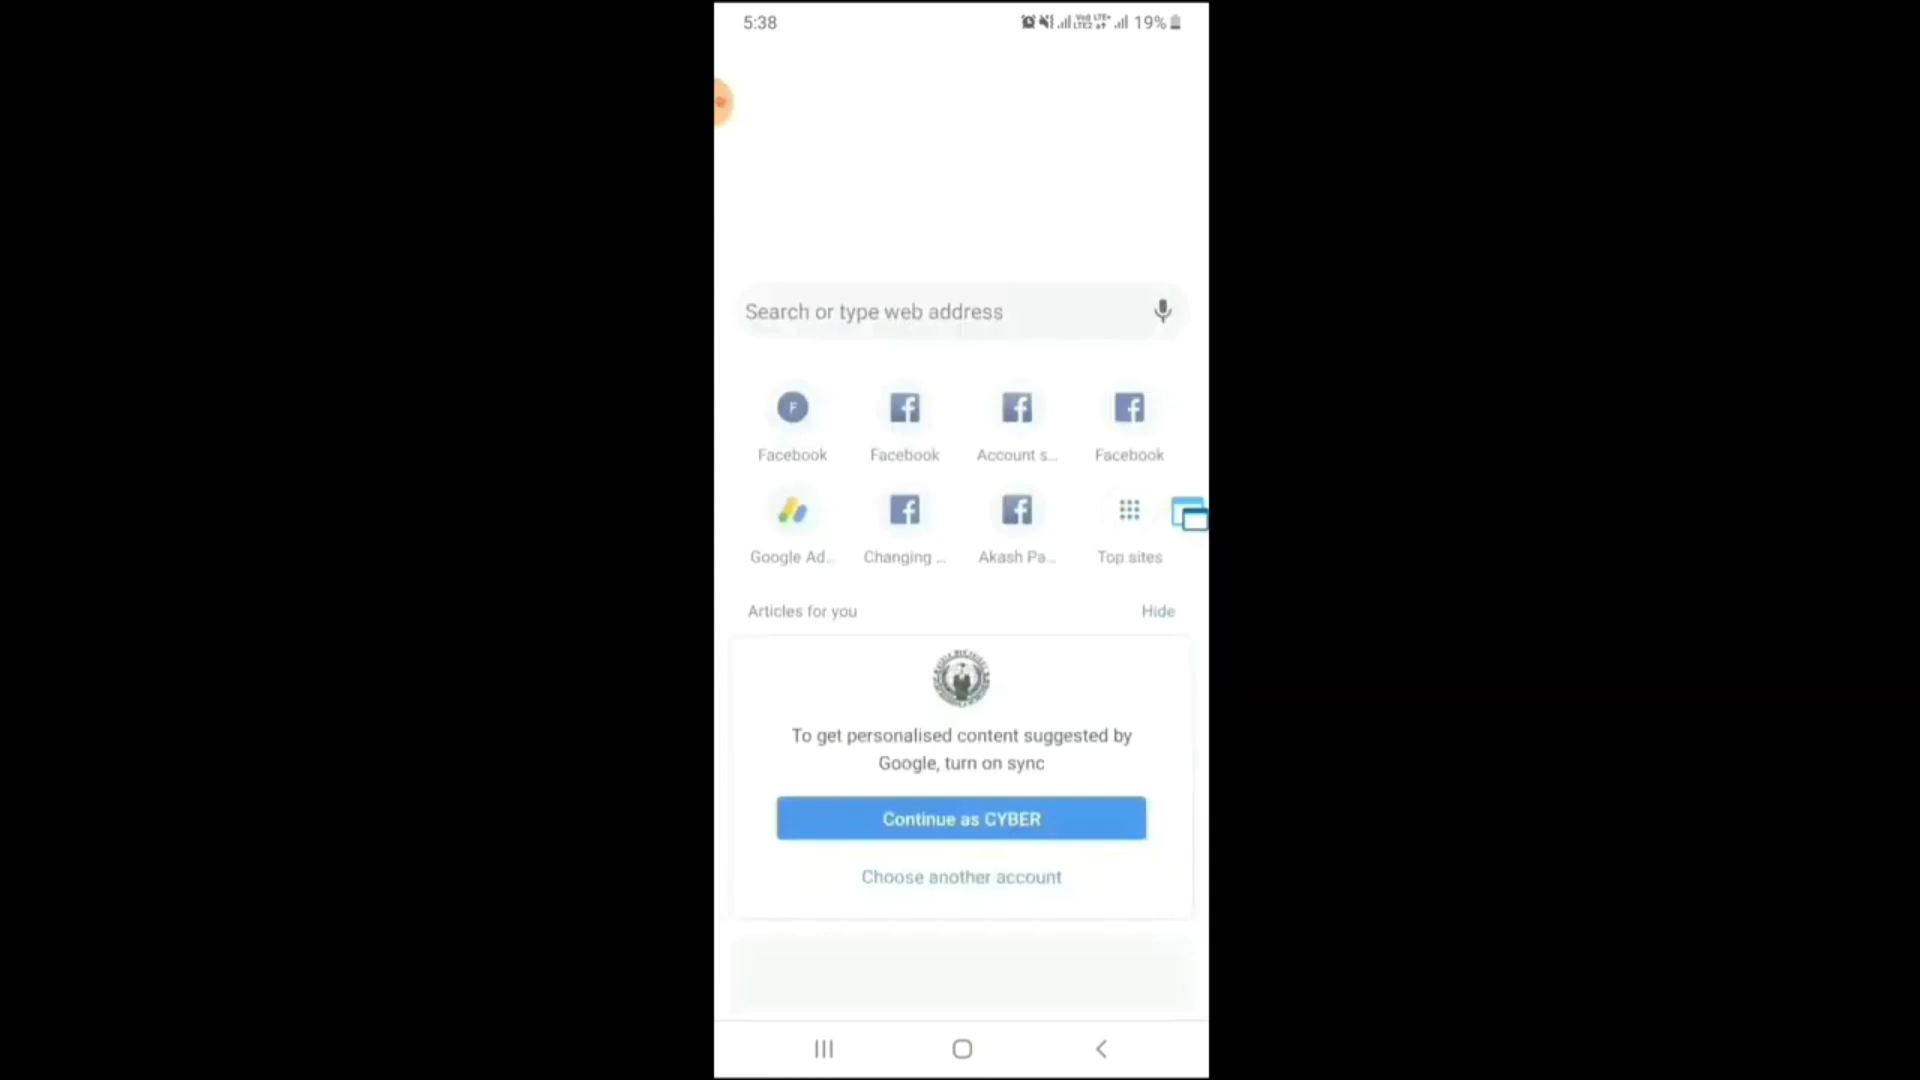 5:38
19%
Search or type web address
F
Facebook
Facebook
Account s...
Facebook
Google Ad...
Changing ...
Akash Pa...
Top sites
Articles for you
Hide
To get personalised content suggested by
Google, turn on sync
Continue as CYBER
Choose another account